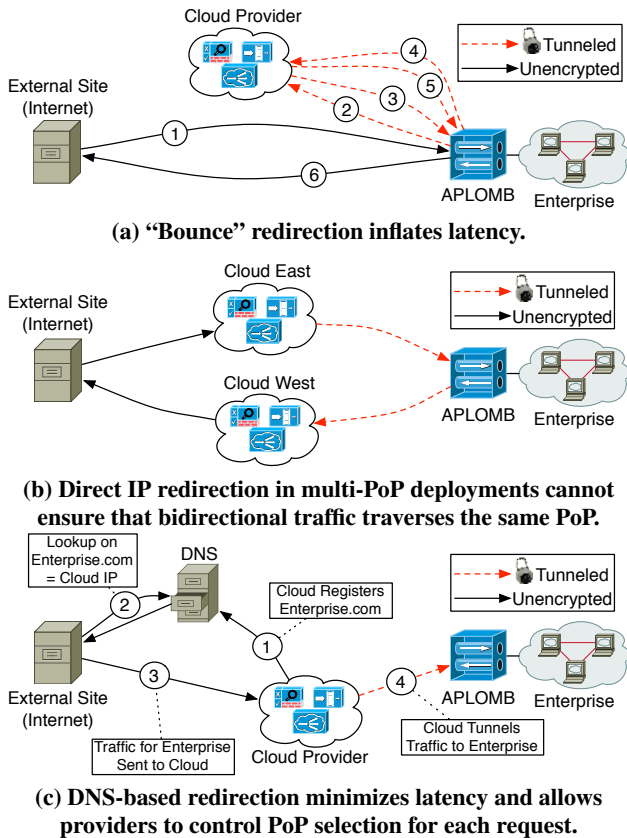 Cloud Provider
4
5
3
2
Tunneled
Unencrypted
External Site
(Internet)
1
6
APLOMB
Enterprise
(a) “Bounce” redirection inflates latency.
Cloud East
External Site
(Internet)
Tunneled
Unencrypted
Cloud West
APLOMB
Enterprise
(b) Direct IP redirection in multi-PoP deployments cannot
ensure that bidirectional traffic traverses the same PoP.
Lookup on
Enterprise.com
= Cloud IP
DNS
2
Cloud Registers
Enterprise.com
Tunneled
Unencrypted
1
3
4
External Site
(Internet)
Cloud Provider
APLOMB
Enterprise
Traffic for Enterprise
Sent to Cloud
Cloud Tunnels
Traffic to Enterprise
(c) DNS-based redirection minimizes latency and allows
providers to control PoP selection for each request.